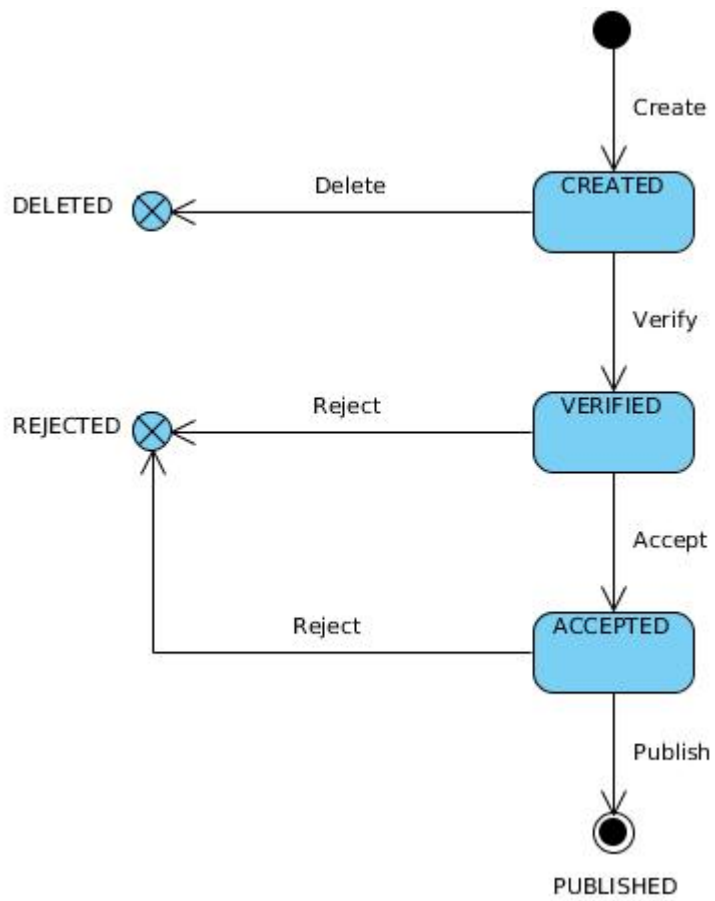 Create
DELETED
Delete
CREATED
Verify
REJECTED
Reject
VERIFIED
Accept
Reject
ACCEPTED
Publish
PUBLISHED